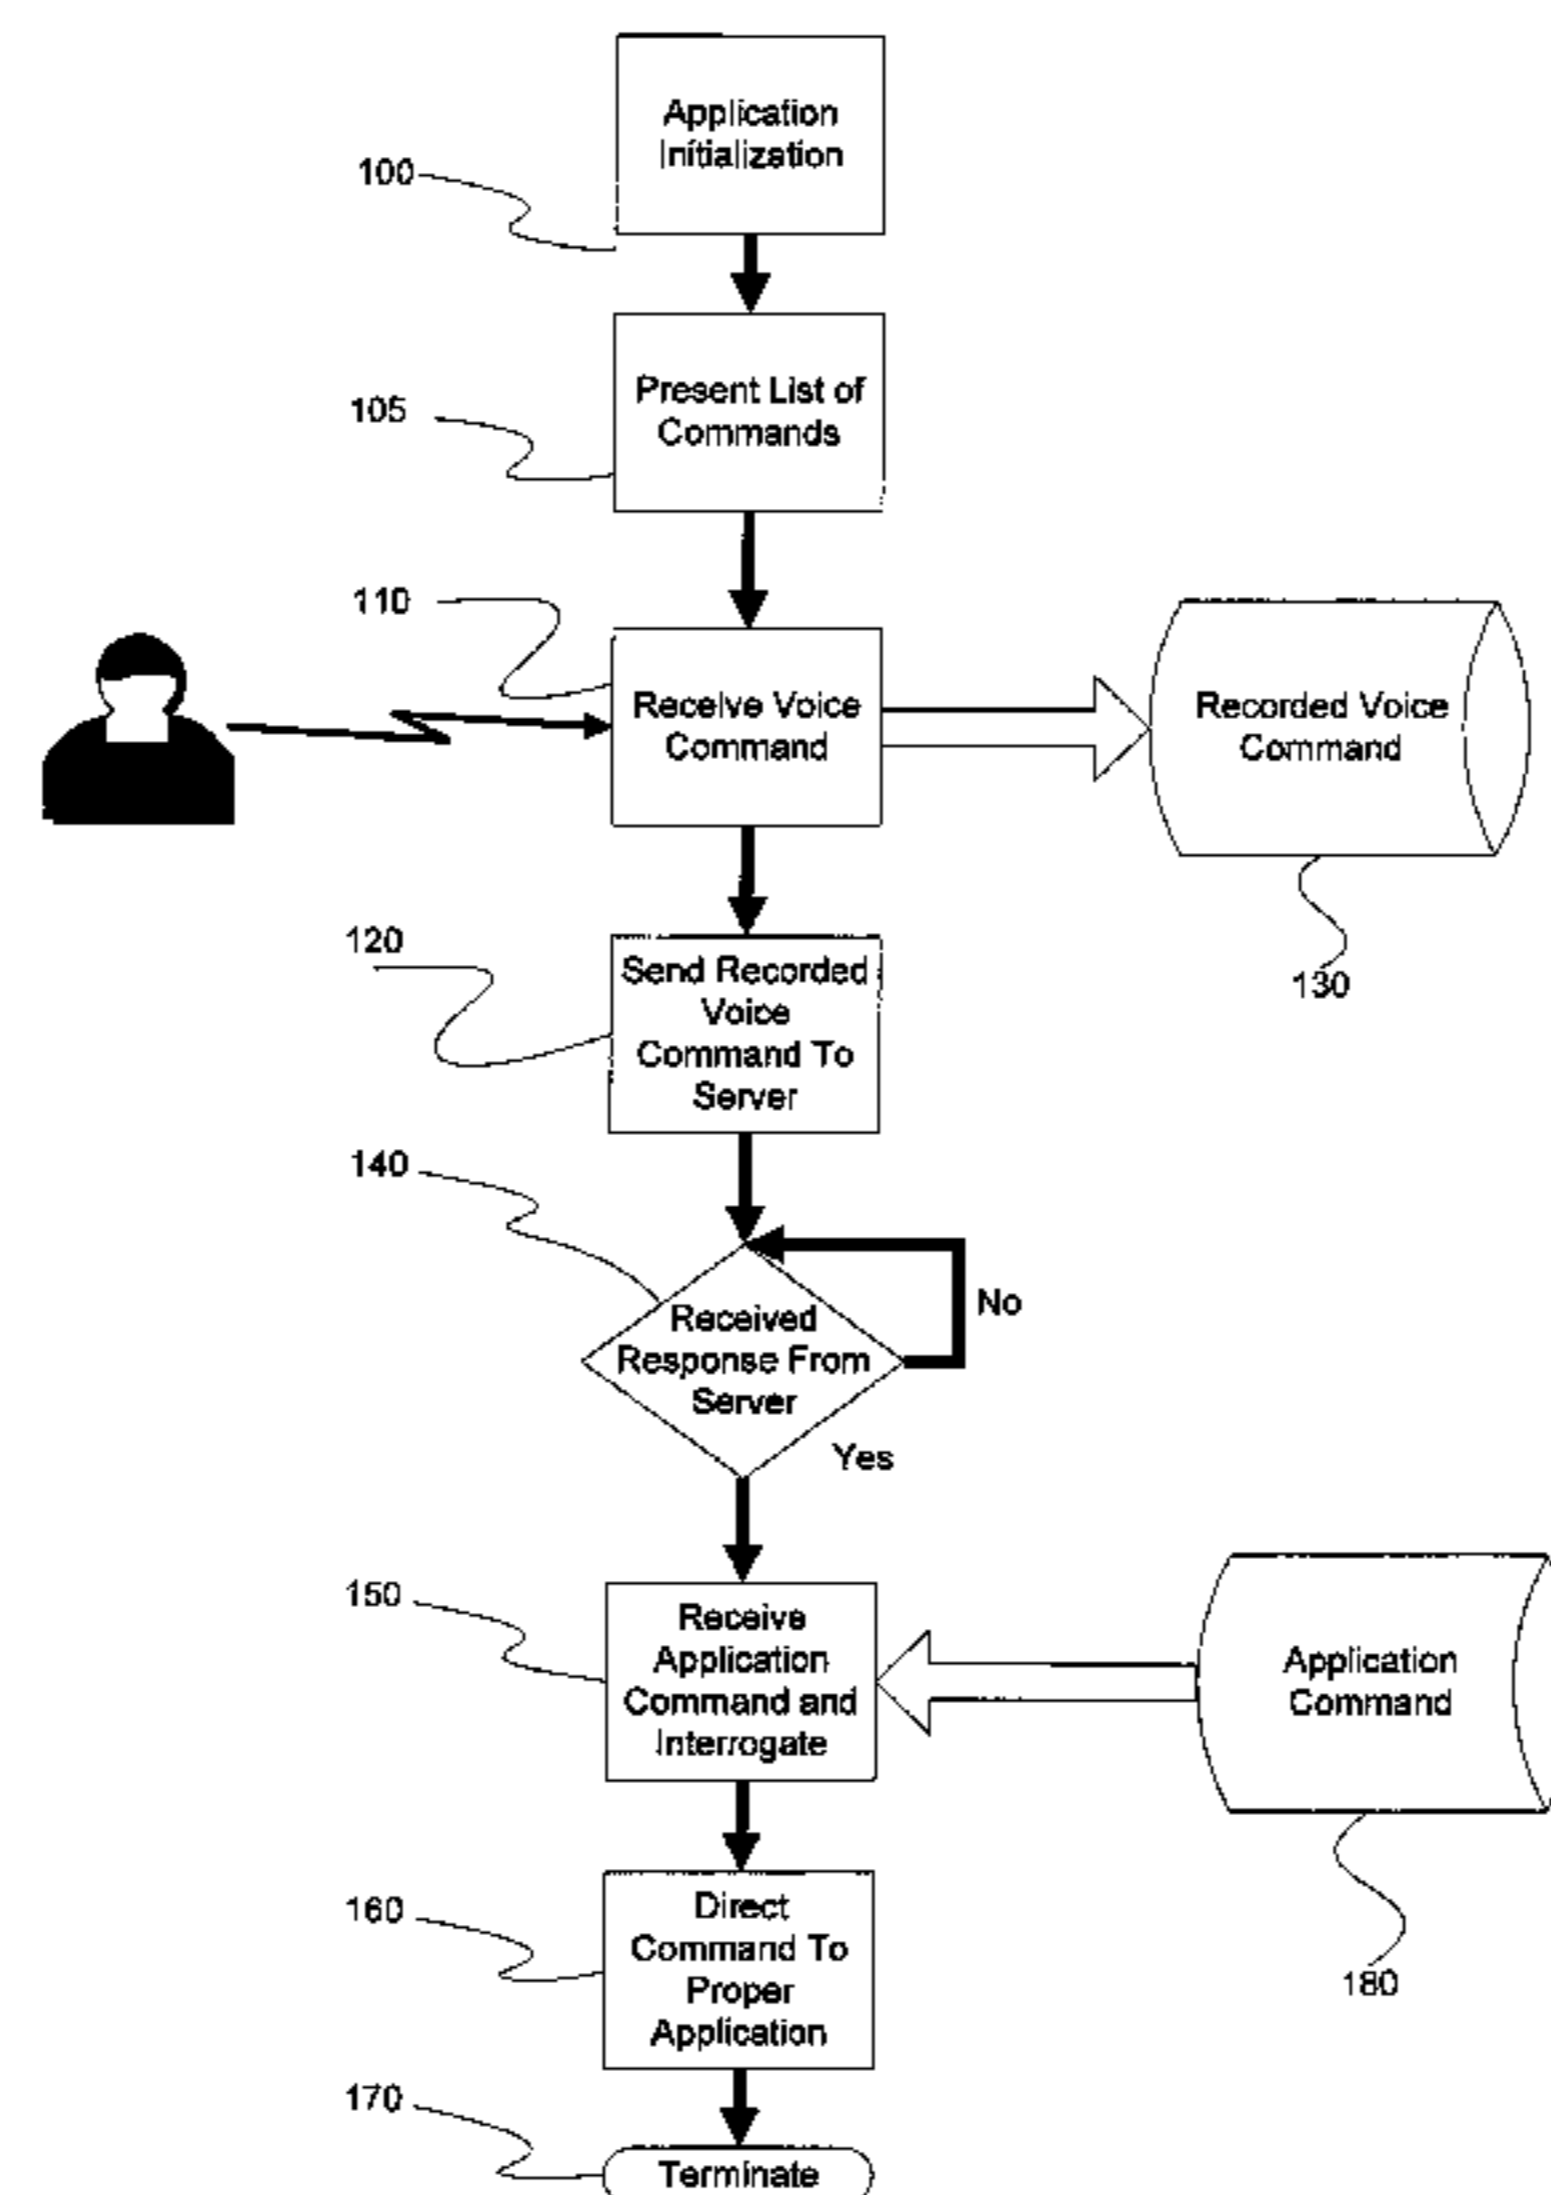 Application
Initialization
100
Present List of
Commands
105
110
Receive Voice
Command
Recorded Voice
Command
130
120
Send Recorded
Voice
Command To
Server
140
Received
Response From
Server
No
Yes
150
Receive
Application
Command and
Interrogate
Application
Command
180
160
Direct
Command To
Proper
Application
170
Terminate